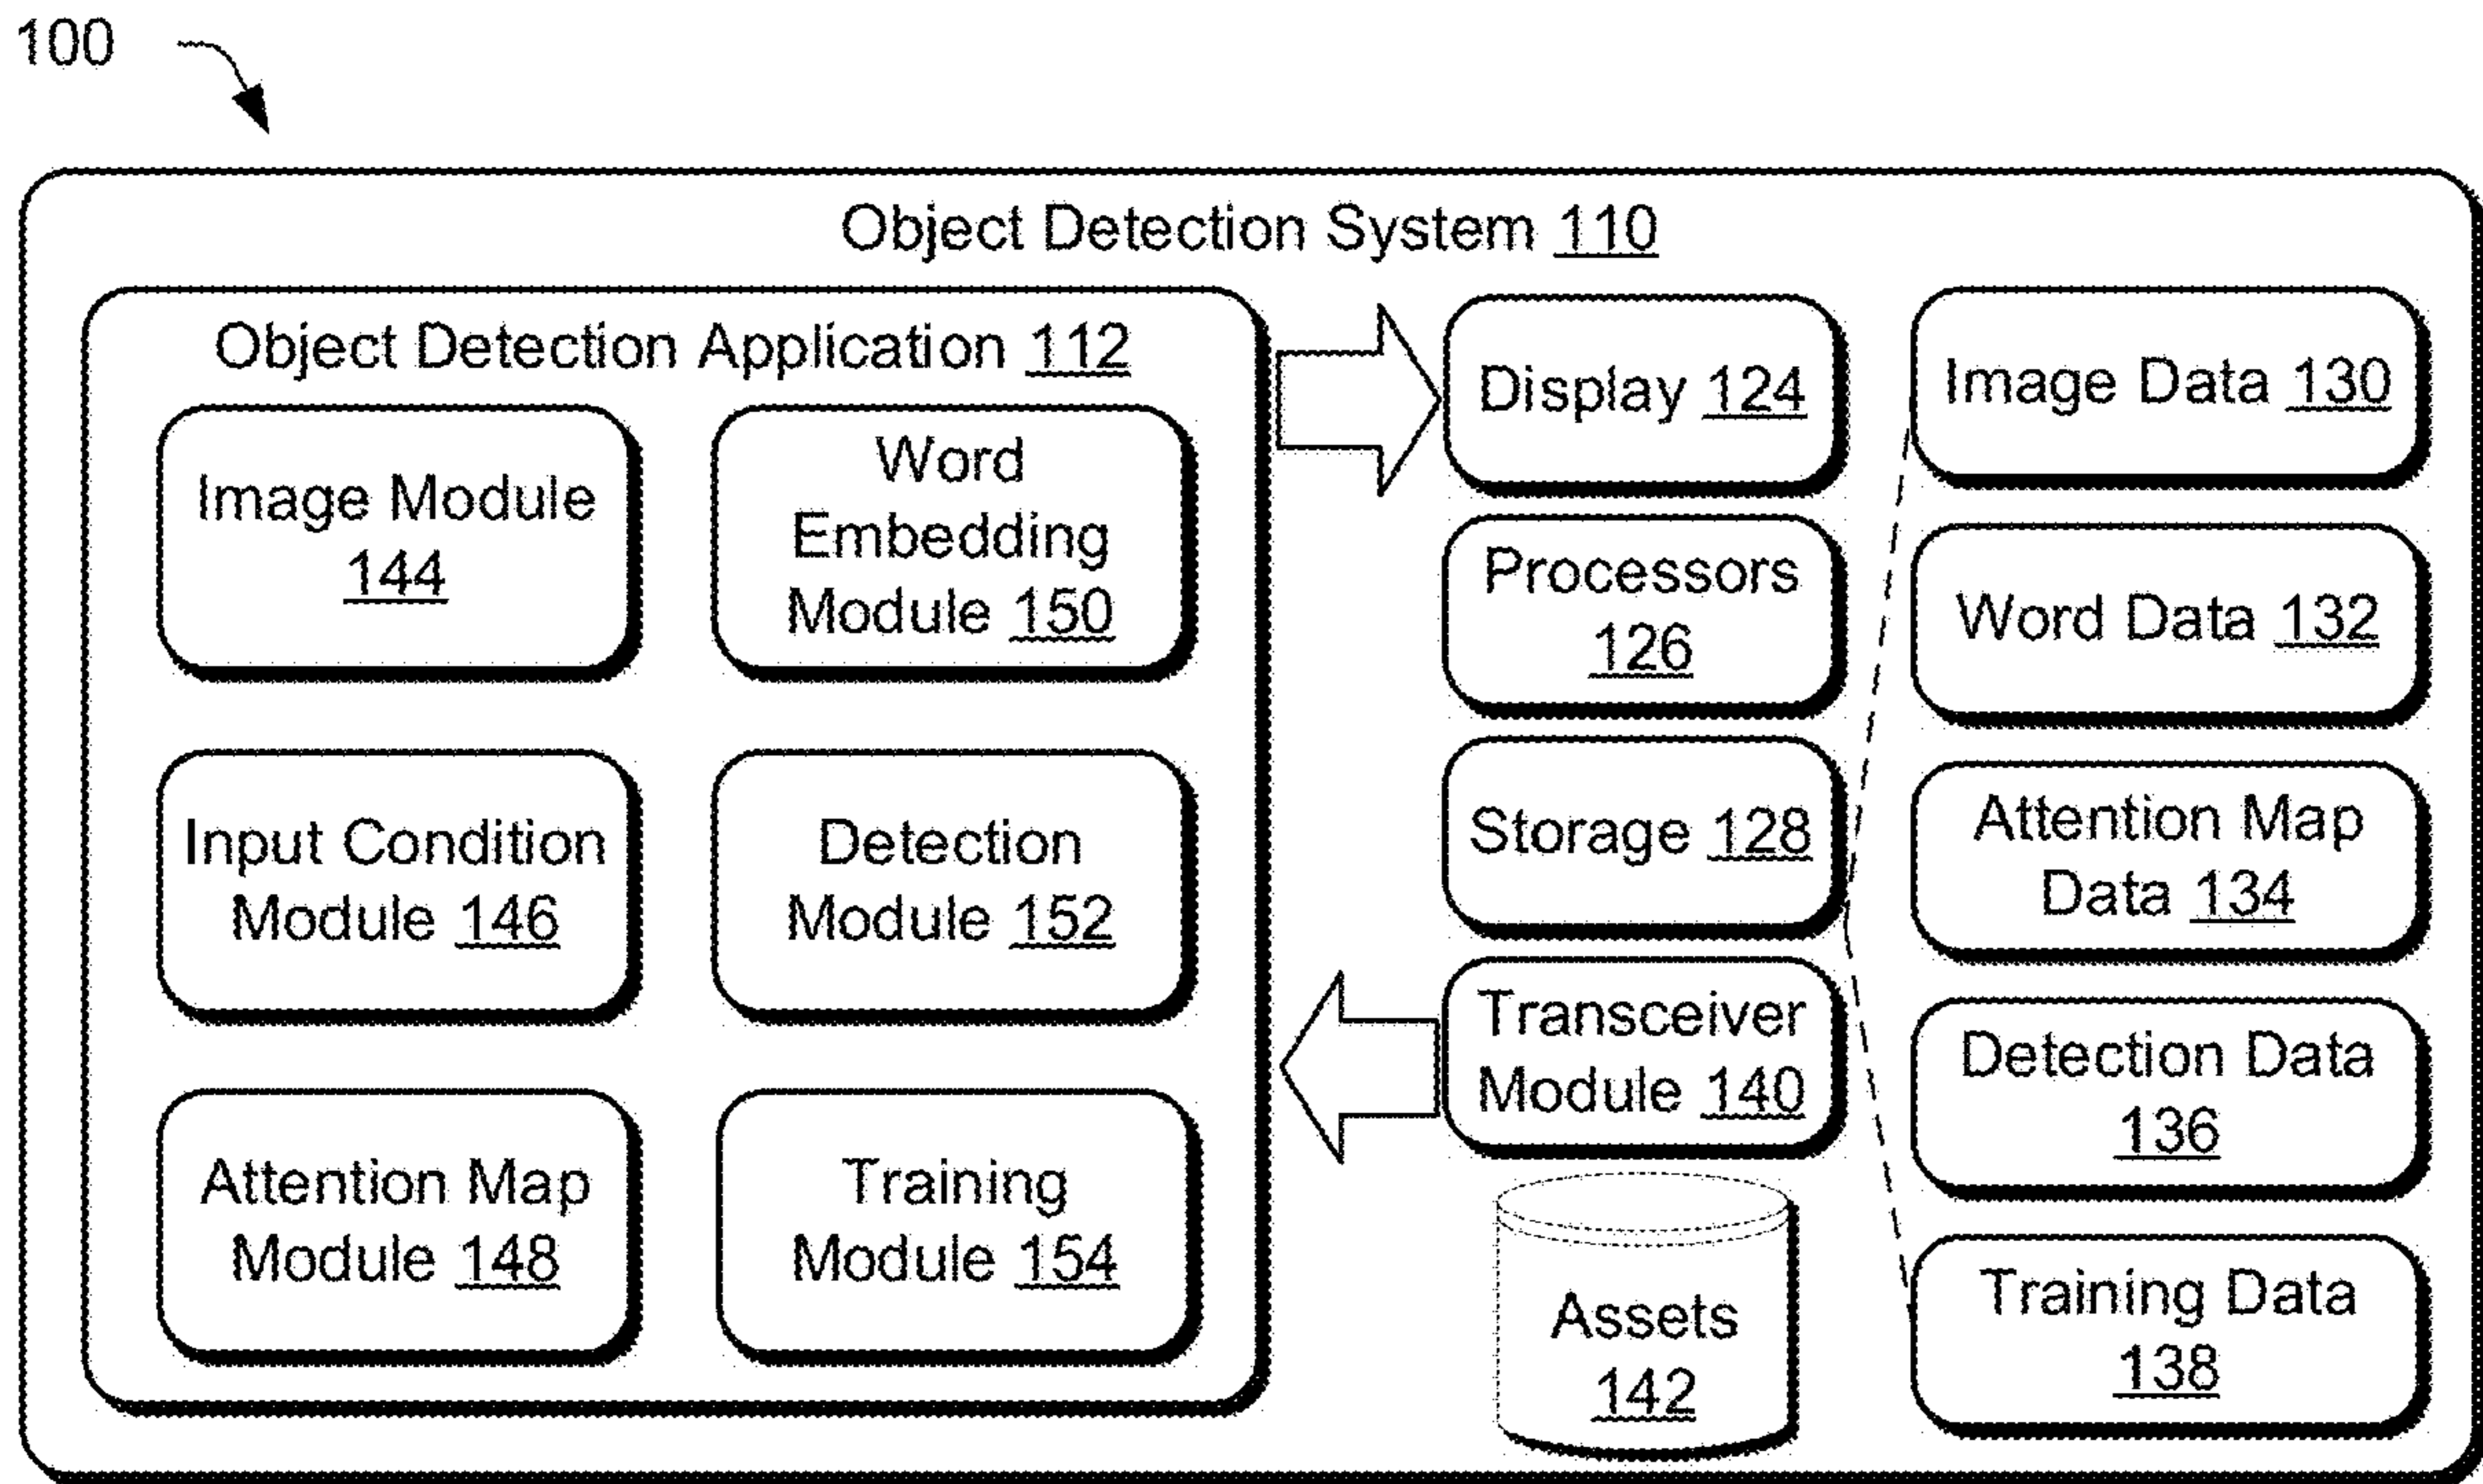 100
Object Detection System 110
Object Detection Application 112
Image Module
144
Word
Embedding
Module 150
Input Condition
Module 146
Detection
Module 152
Attention Map
Module 148
Training
Module 154
Display 124
Processors
126
Storage 128
Transceiver
Module 140
Assets
142
Image Data 130
Word Data 132
Attention Map
Data 134
Detection Data
136
Training Data
138